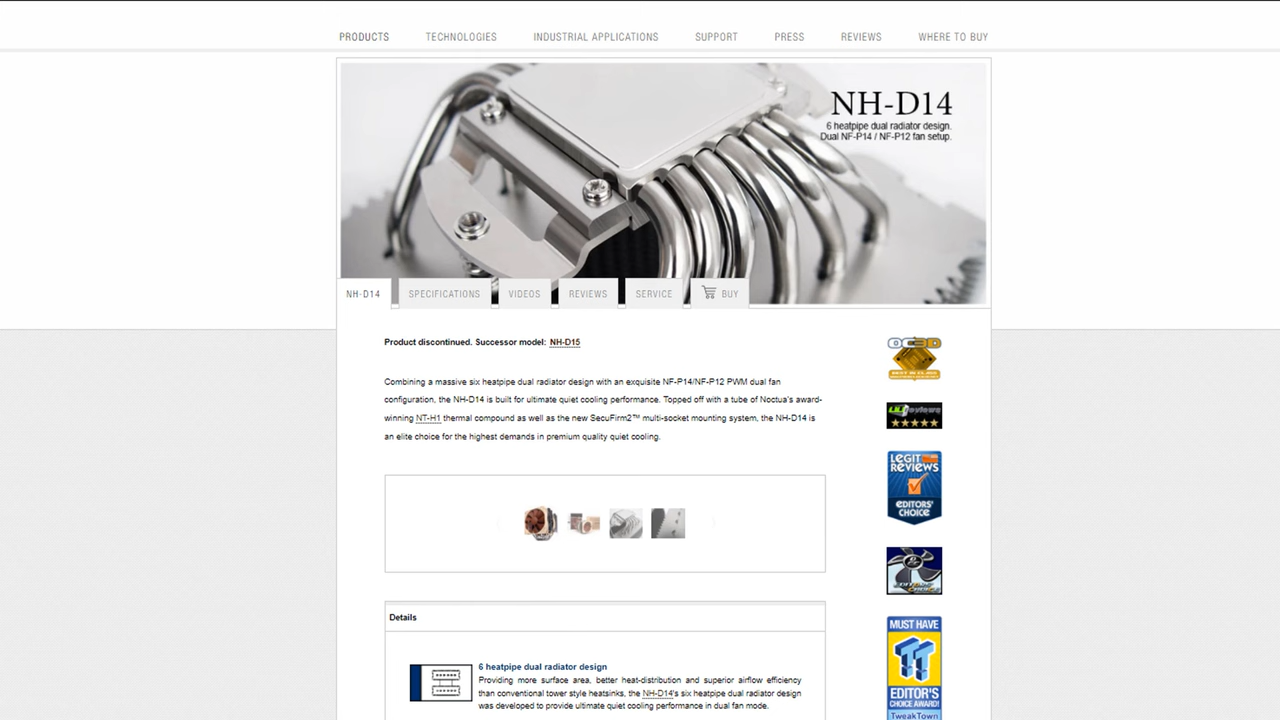 PRODUCTS TECHNOLOGIES INDUSTRIAL APPLICATIONS SUPPORT PRESS REVIEWS WHERE TO BUY
NH-D14
6 heatpipe dual radiator design.
Dual NF-P14 / NF-P12 fan setup.
NH-D14 SPECIFICATIONS VIDEOS REVIEWS SERVICE BUY
Product discontinued. Successor model: NH-D15
Combining a massive six heatpipe dual radiator design with an exquisite NF-P14/NF-P12 PWM dual fan
configuration, the NH-D14 is built for ultimate quiet cooling performance. Topped off with a tube of Noctua's award-
winning NT-H1 thermal compound as well as the new SecuFirm2™ multi-socket mounting system, the NH-D14 is
an elite choice for the highest demands in premium quality quiet cooling.
Details
6 heatpipe dual radiator design
Providing more surface area, better heat-distribution and superior airflow efficiency
than conventional tower style heatsinks, the NH-D14's six heatpipe dual radiator design
was developed to provide ultimate quiet cooling performance in dual fan mode.
OC3D
BEST IN CLASS
reviews
LEGIT
REVIEWS
EDITORS'
CHOICE
MUST HAVE
TT
EDITOR'S
CHOICE AWARD!
TweakTown